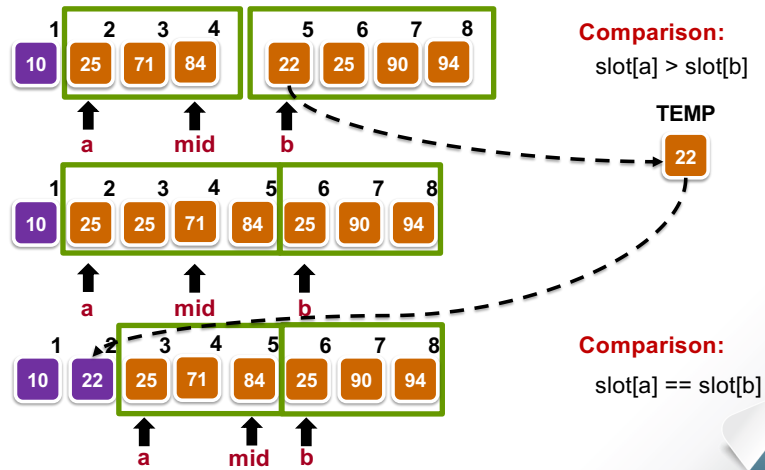 1 2 3 4 5 6 7 8
10 25 71 84 22 25 90 94
a mid b
Comparison:
slot[a] > slot[b]
TEMP
22
1 2 3 4 5 6 7 8
10 25 25 71 84 25 90 94
a mid b
1 2 3 4 5 6 7 8
10 22 25 71 84 25 90 94
a mid b
Comparison:
slot[a] == slot[b]